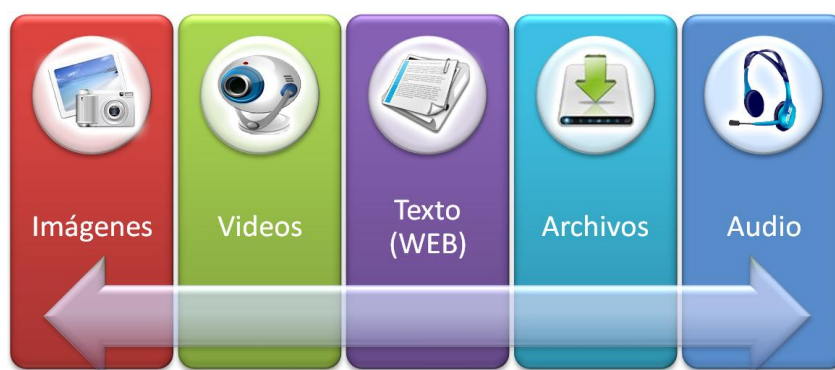 Imágenes
Videos
Texto
(WEB)
Archivos
Audio